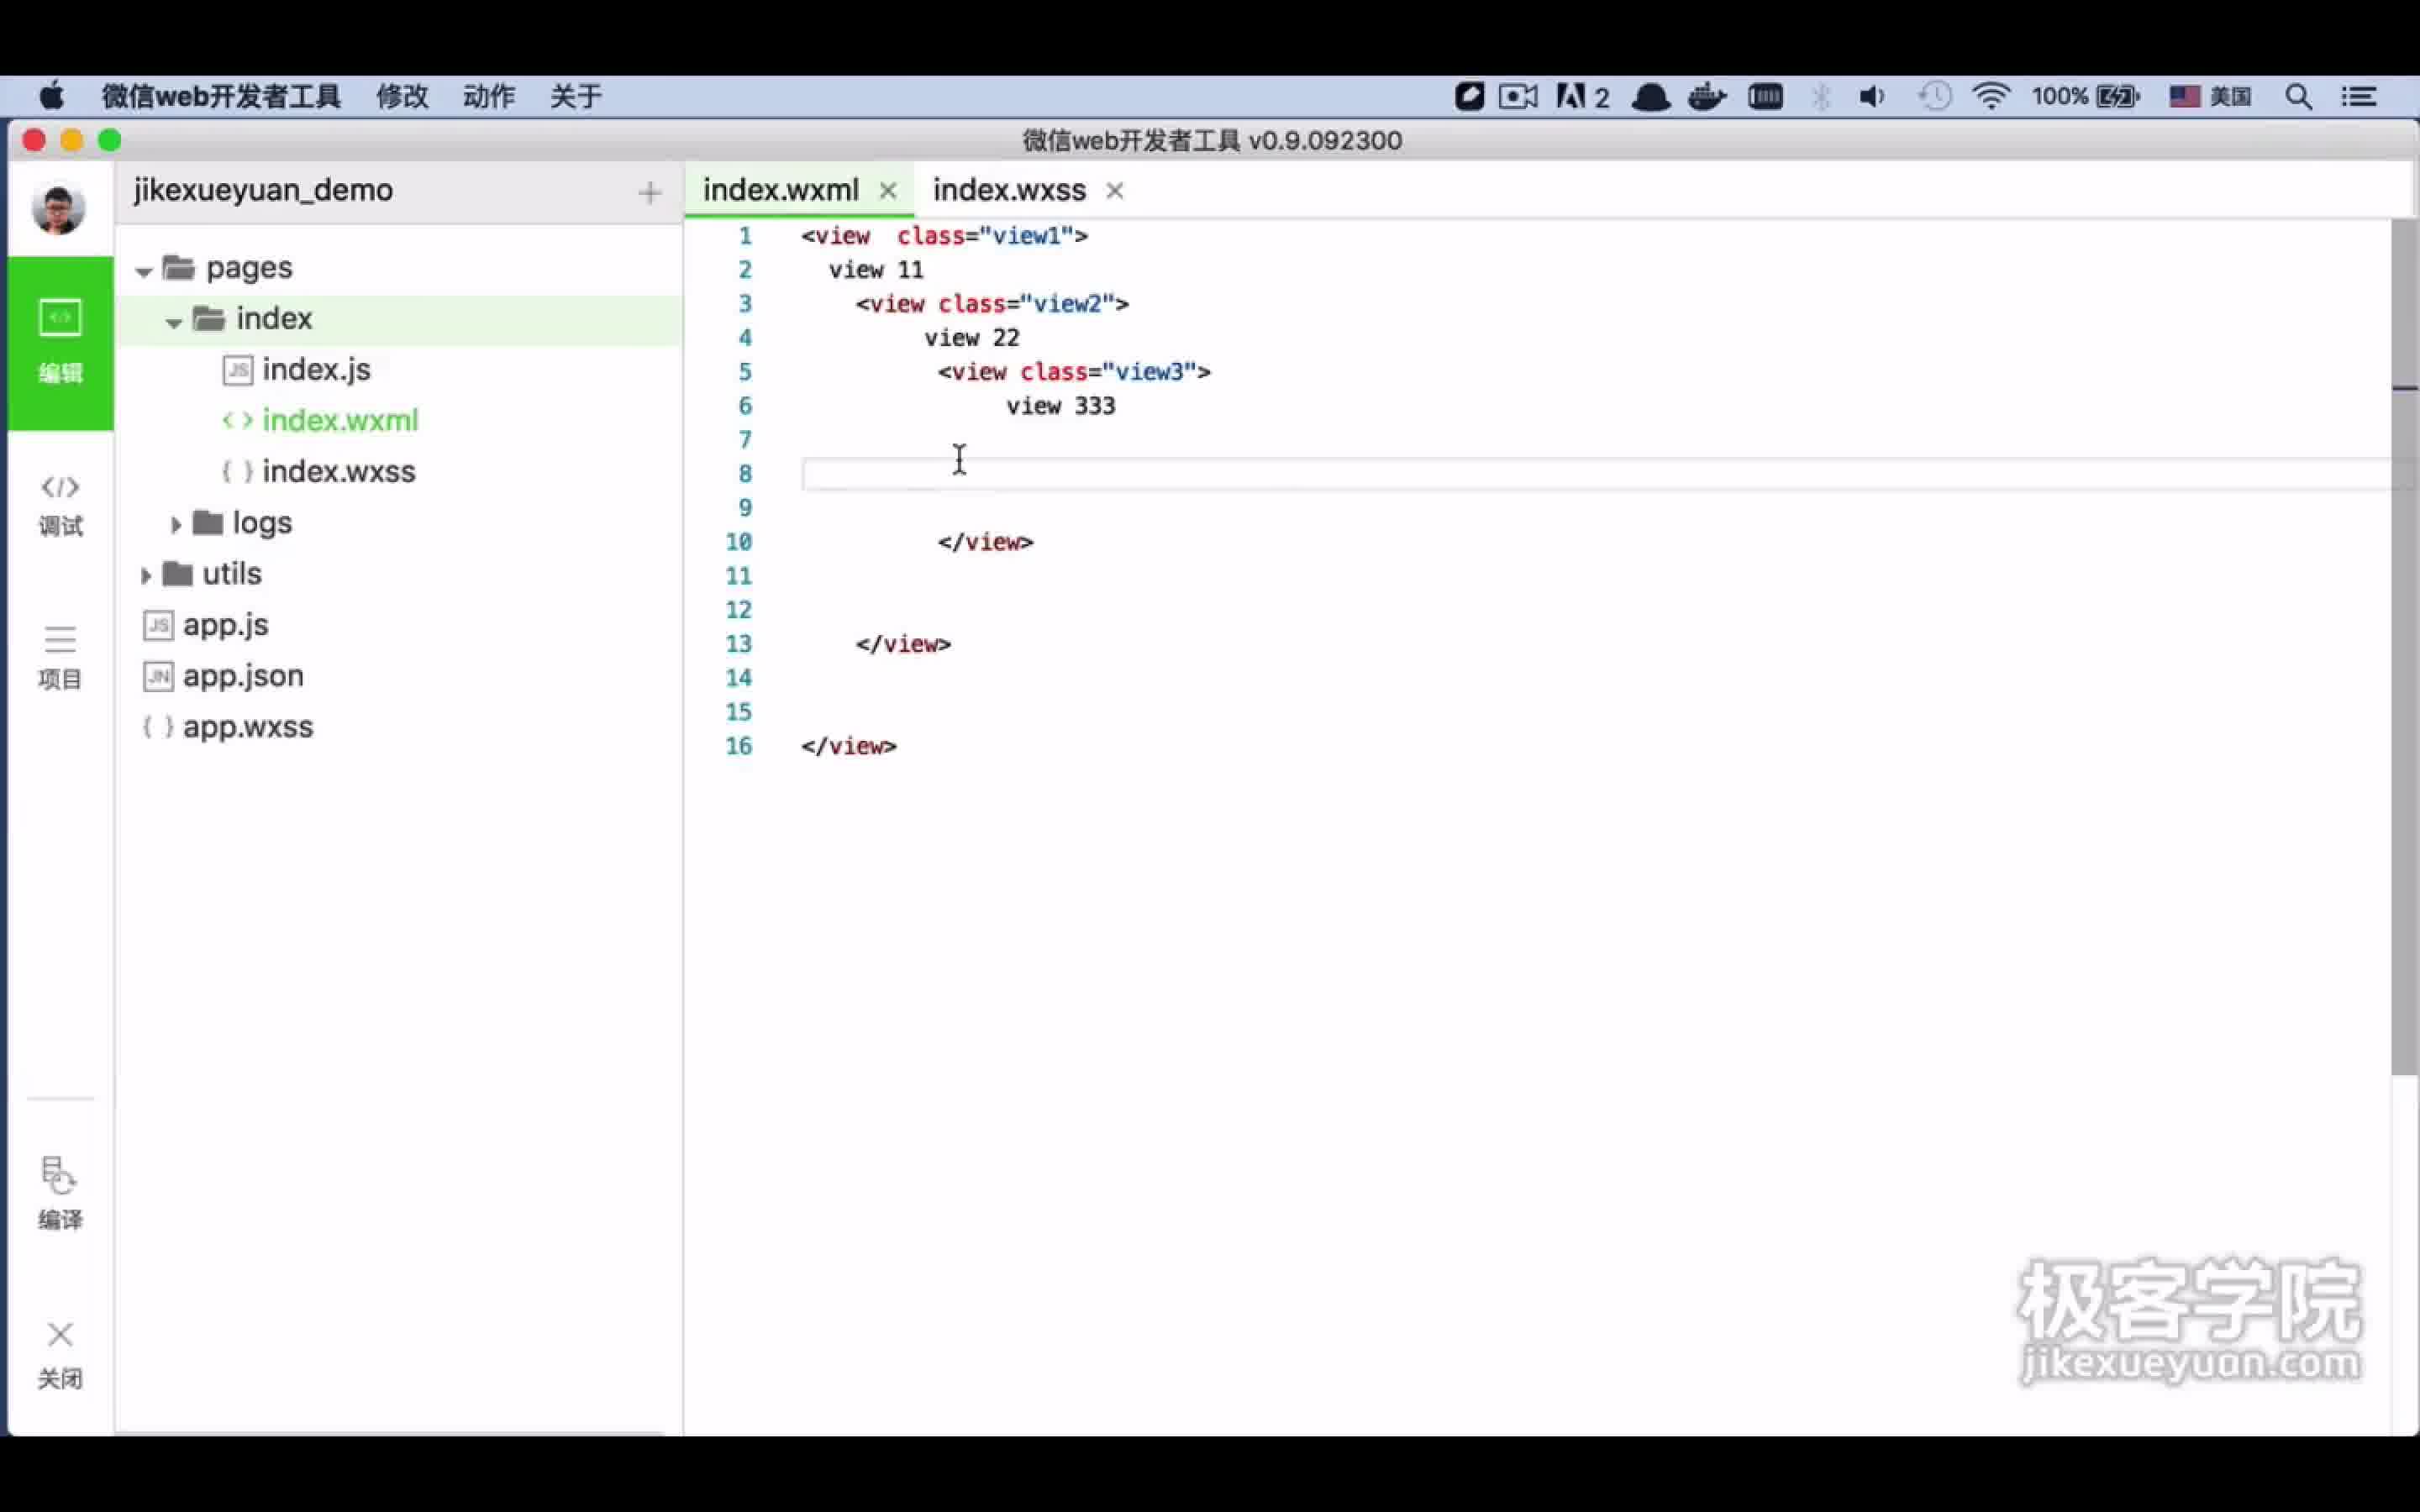 微信web开发者工具 修改 动作 关于 2 100% 美国
微信web开发者工具 v0.9.092300
jikexueyuan_demo + index.wxml × index.wxss ×
编辑
调试
项目
编译
关闭
pages
index
JS index.js
< > index.wxml
{ } index.wxss
logs
utils
JS app.js
JN app.json
{ } app.wxss
1 <view  class="view1">
2   view 11
3     <view class="view2">
4          view 22
5           <view class="view3">
6                view 333
7
8
9
10           </view>
11
12
13     </view>
14
15
16 </view>
极客学院
jikexueyuan.com